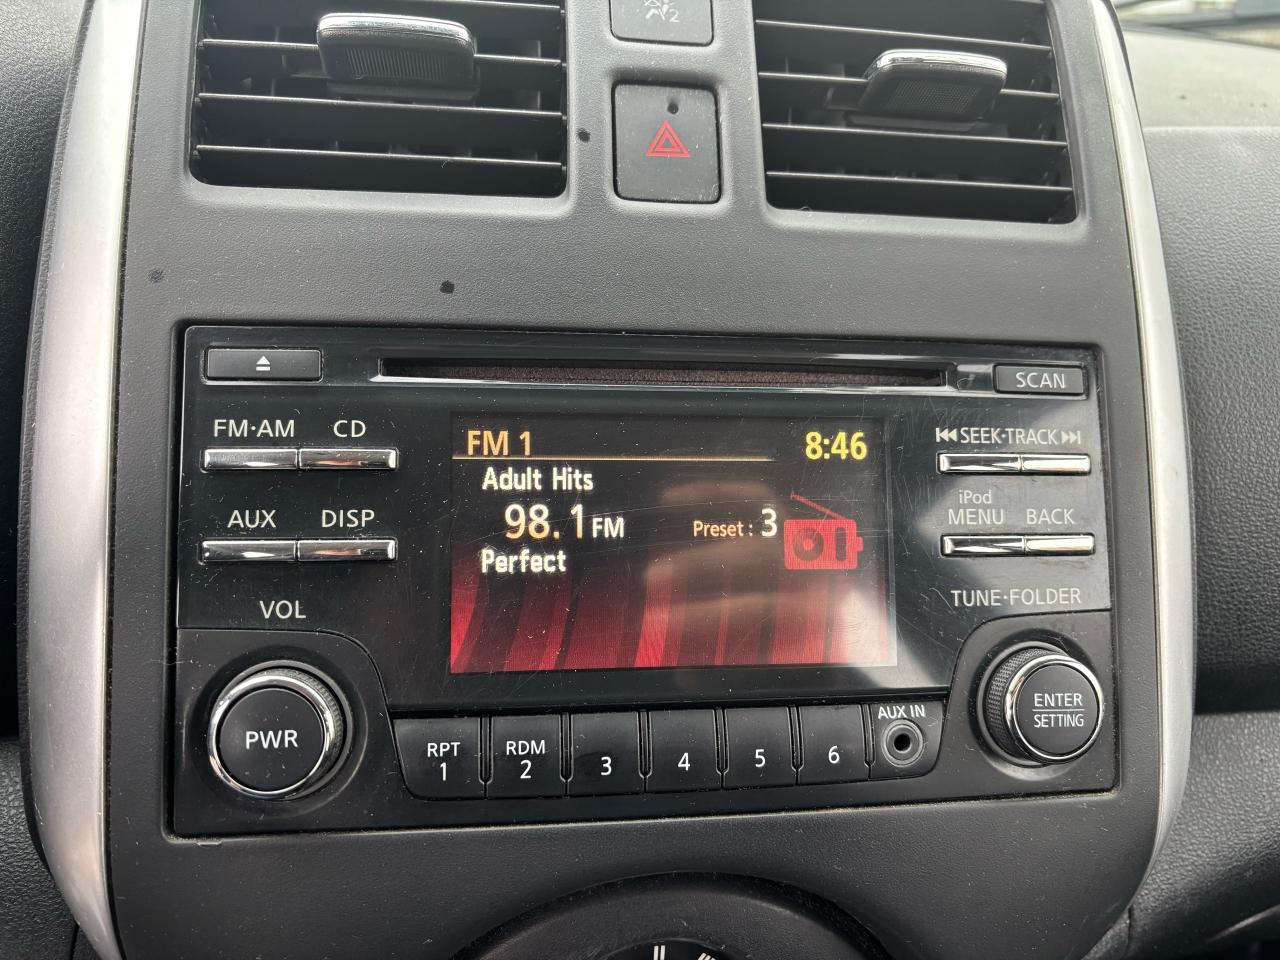 2
SCAN
FM·AM CD
SEEK·TRACK
AUX DISP
iPod
MENU BACK
VOL
TUNE·FOLDER
FM 1 8:46
Adult Hits
98.1 FM Preset : 3
Perfect
PWR
RPT
1
RDM
2
3
4
5
6
AUX IN
ENTER
SETTING